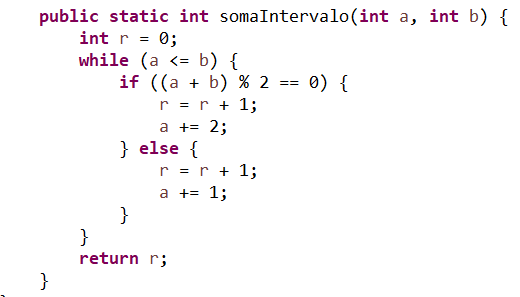 public static int somaIntervalo(int a, int b) {
int r = 0;
while (a <= b) {
if ((a + b) % 2 == 0) {
r = r + 1;
a += 2;
} else {
r = r + 1;
a += 1;
}
}
return r;
}